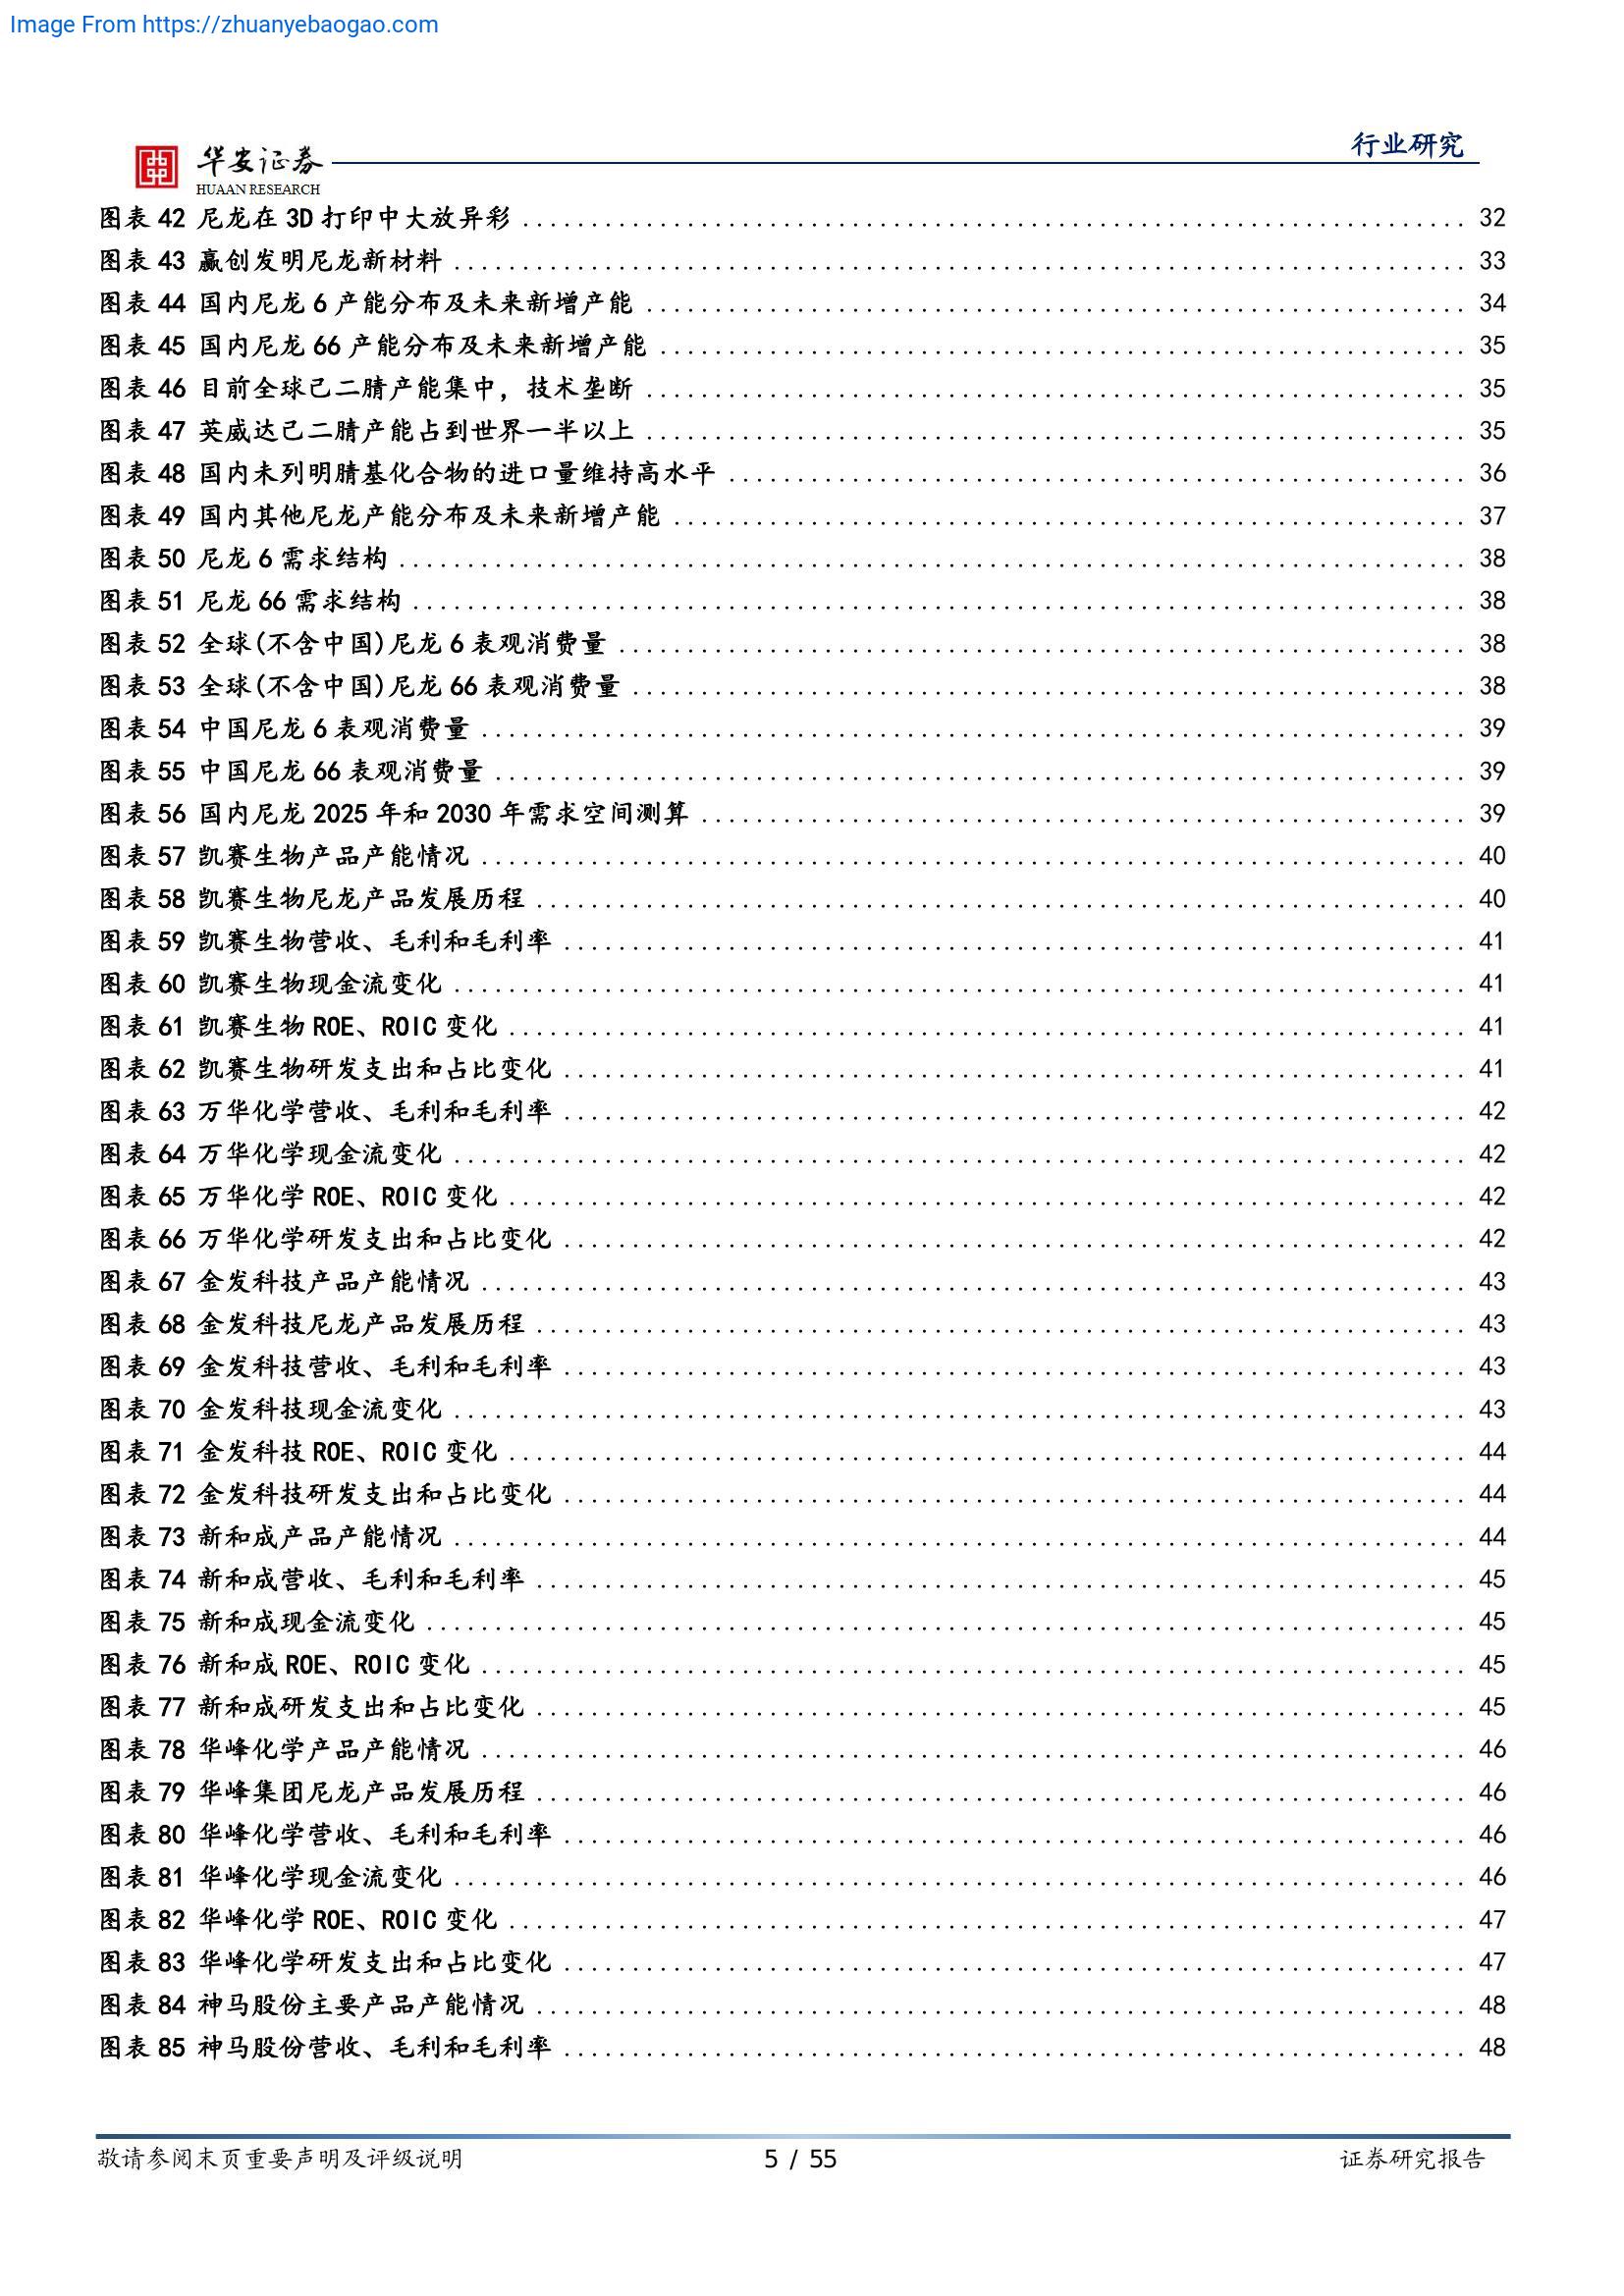 Image From https://zhuanyebaogao.com
行业研究
华安证券
HUAAN RESEARCH
图表 42 尼龙在 3D 打印中大放异彩 ........ 32
图表 43 赢创发明尼龙新材料 ........ 33
图表 44 国内尼龙 6 产能分布及未来新增产能 ........ 34
图表 45 国内尼龙 66 产能分布及未来新增产能 ........ 35
图表 46 目前全球己二腈产能集中，技术垄断 ........ 35
图表 47 英威达己二腈产能占到世界一半以上 ........ 35
图表 48 国内未列明腈基化合物的进口量维持高水平 ........ 36
图表 49 国内其他尼龙产能分布及未来新增产能 ........ 37
图表 50 尼龙 6 需求结构 ........ 38
图表 51 尼龙 66 需求结构 ........ 38
图表 52 全球(不含中国)尼龙 6 表观消费量 ........ 38
图表 53 全球(不含中国)尼龙 66 表观消费量 ........ 38
图表 54 中国尼龙 6 表观消费量 ........ 39
图表 55 中国尼龙 66 表观消费量 ........ 39
图表 56 国内尼龙 2025 年和 2030 年需求空间测算 ........ 39
图表 57 凯赛生物产品产能情况 ........ 40
图表 58 凯赛生物尼龙产品发展历程 ........ 40
图表 59 凯赛生物营收、毛利和毛利率 ........ 41
图表 60 凯赛生物现金流变化 ........ 41
图表 61 凯赛生物 ROE、ROIC 变化 ........ 41
图表 62 凯赛生物研发支出和占比变化 ........ 41
图表 63 万华化学营收、毛利和毛利率 ........ 42
图表 64 万华化学现金流变化 ........ 42
图表 65 万华化学 ROE、ROIC 变化 ........ 42
图表 66 万华化学研发支出和占比变化 ........ 42
图表 67 金发科技产品产能情况 ........ 43
图表 68 金发科技尼龙产品发展历程 ........ 43
图表 69 金发科技营收、毛利和毛利率 ........ 43
图表 70 金发科技现金流变化 ........ 43
图表 71 金发科技 ROE、ROIC 变化 ........ 44
图表 72 金发科技研发支出和占比变化 ........ 44
图表 73 新和成产品产能情况 ........ 44
图表 74 新和成营收、毛利和毛利率 ........ 45
图表 75 新和成现金流变化 ........ 45
图表 76 新和成 ROE、ROIC 变化 ........ 45
图表 77 新和成研发支出和占比变化 ........ 45
图表 78 华峰化学产品产能情况 ........ 46
图表 79 华峰集团尼龙产品发展历程 ........ 46
图表 80 华峰化学营收、毛利和毛利率 ........ 46
图表 81 华峰化学现金流变化 ........ 46
图表 82 华峰化学 ROE、ROIC 变化 ........ 47
图表 83 华峰化学研发支出和占比变化 ........ 47
图表 84 神马股份主要产品产能情况 ........ 48
图表 85 神马股份营收、毛利和毛利率 ........ 48
敬请参阅末页重要声明及评级说明 5 / 55 证券研究报告